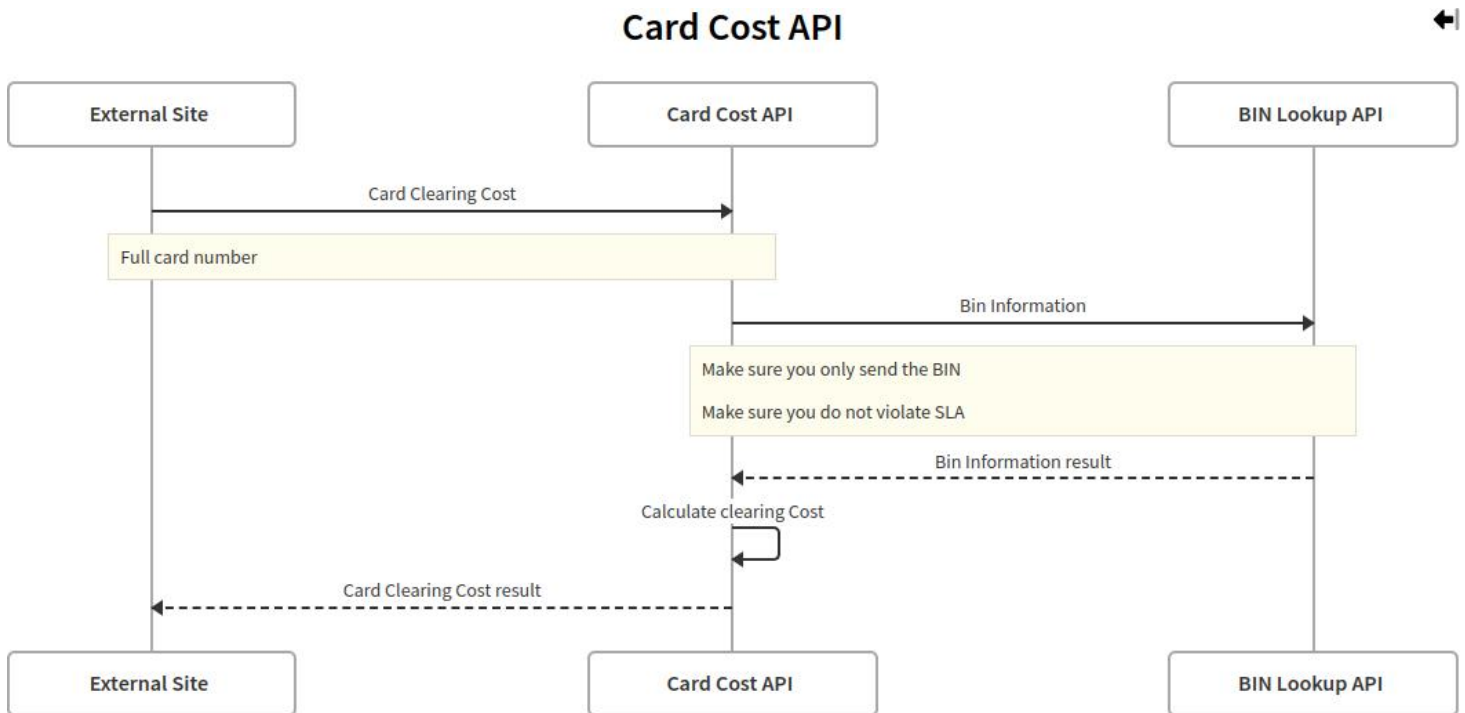 Card Cost API
External Site
Card Cost API
BIN Lookup API
Card Clearing Cost
Full card number
Bin Information
Make sure you only send the BIN
Make sure you do not violate SLA
Bin Information result
Calculate clearing Cost
Card Clearing Cost result
External Site
Card Cost API
BIN Lookup API